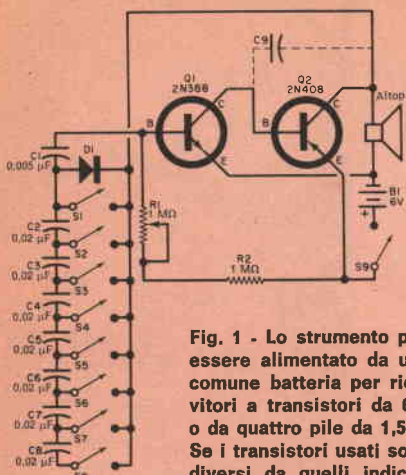 C9
Q1
2N388
Q2
2N408
C
C
B
B
E
E
Altop
C1
0,005 µF
D1
S1
C2
0,02 µF
S2
C3
0,02 µF
S3
C4
0,02 µF
S4
C5
0,02 µF
S5
C6
0,02 µF
S6
C7
0,02 µF
S7
C8
0,02 µF
R1
1 MΩ
R2
1 MΩ
B1
6V
+
S9
Fig. 1 - Lo strumento p
essere alimentato da u
comune batteria per ric
vitori a transistori da 6
o da quattro pile da 1,5
Se i transistori usati so
diversi da quelli indic